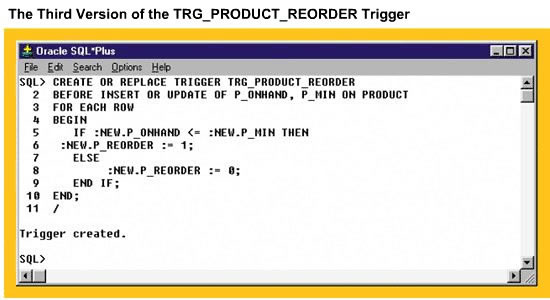 The Third Version of the TRG_PRODUCT_REORDER Trigger
Oracle SQL*Plus
File Edit Search Options Help
SQL> CREATE OR REPLACE TRIGGER TRG_PRODUCT_REORDER
2 BEFORE INSERT OR UPDATE OF P_ONHAND, P_MIN ON PRODUCT
3 FOR EACH ROW
4 BEGIN
5 IF :NEW.P_ONHAND <= :NEW.P_MIN THEN
6 :NEW.P_REORDER := 1;
7 ELSE
8 :NEW.P_REORDER := 0;
9 END IF;
10 END;
11 /
Trigger created.
SQL>